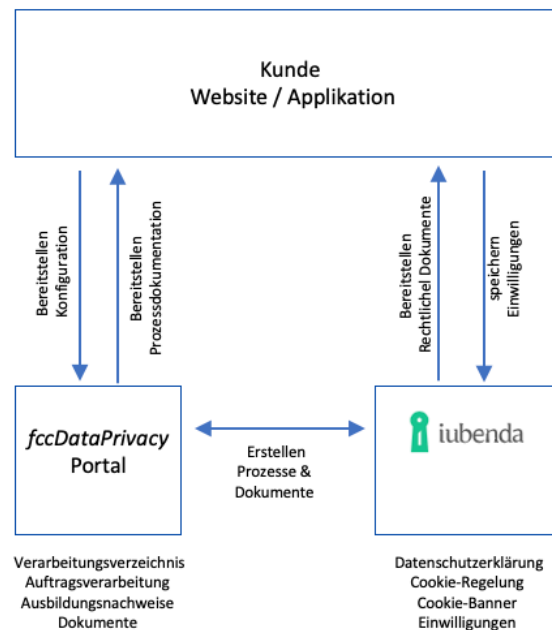 Kunde
Website / Applikation
Bereitstellen
Konfiguration
Bereitstellen
Prozessdokumentation
Bereitstellen
Rechtlichel Dokumente
speichern
Einwilligungen
fccDataPrivacy
Portal
Erstellen
Prozesse &
Dokumente
iubenda
Verarbeitungsverzeichnis
Auftragsverarbeitung
Ausbildungsnachweise
Dokumente
Datenschutzerklärung
Cookie-Regelung
Cookie-Banner
Einwilligungen